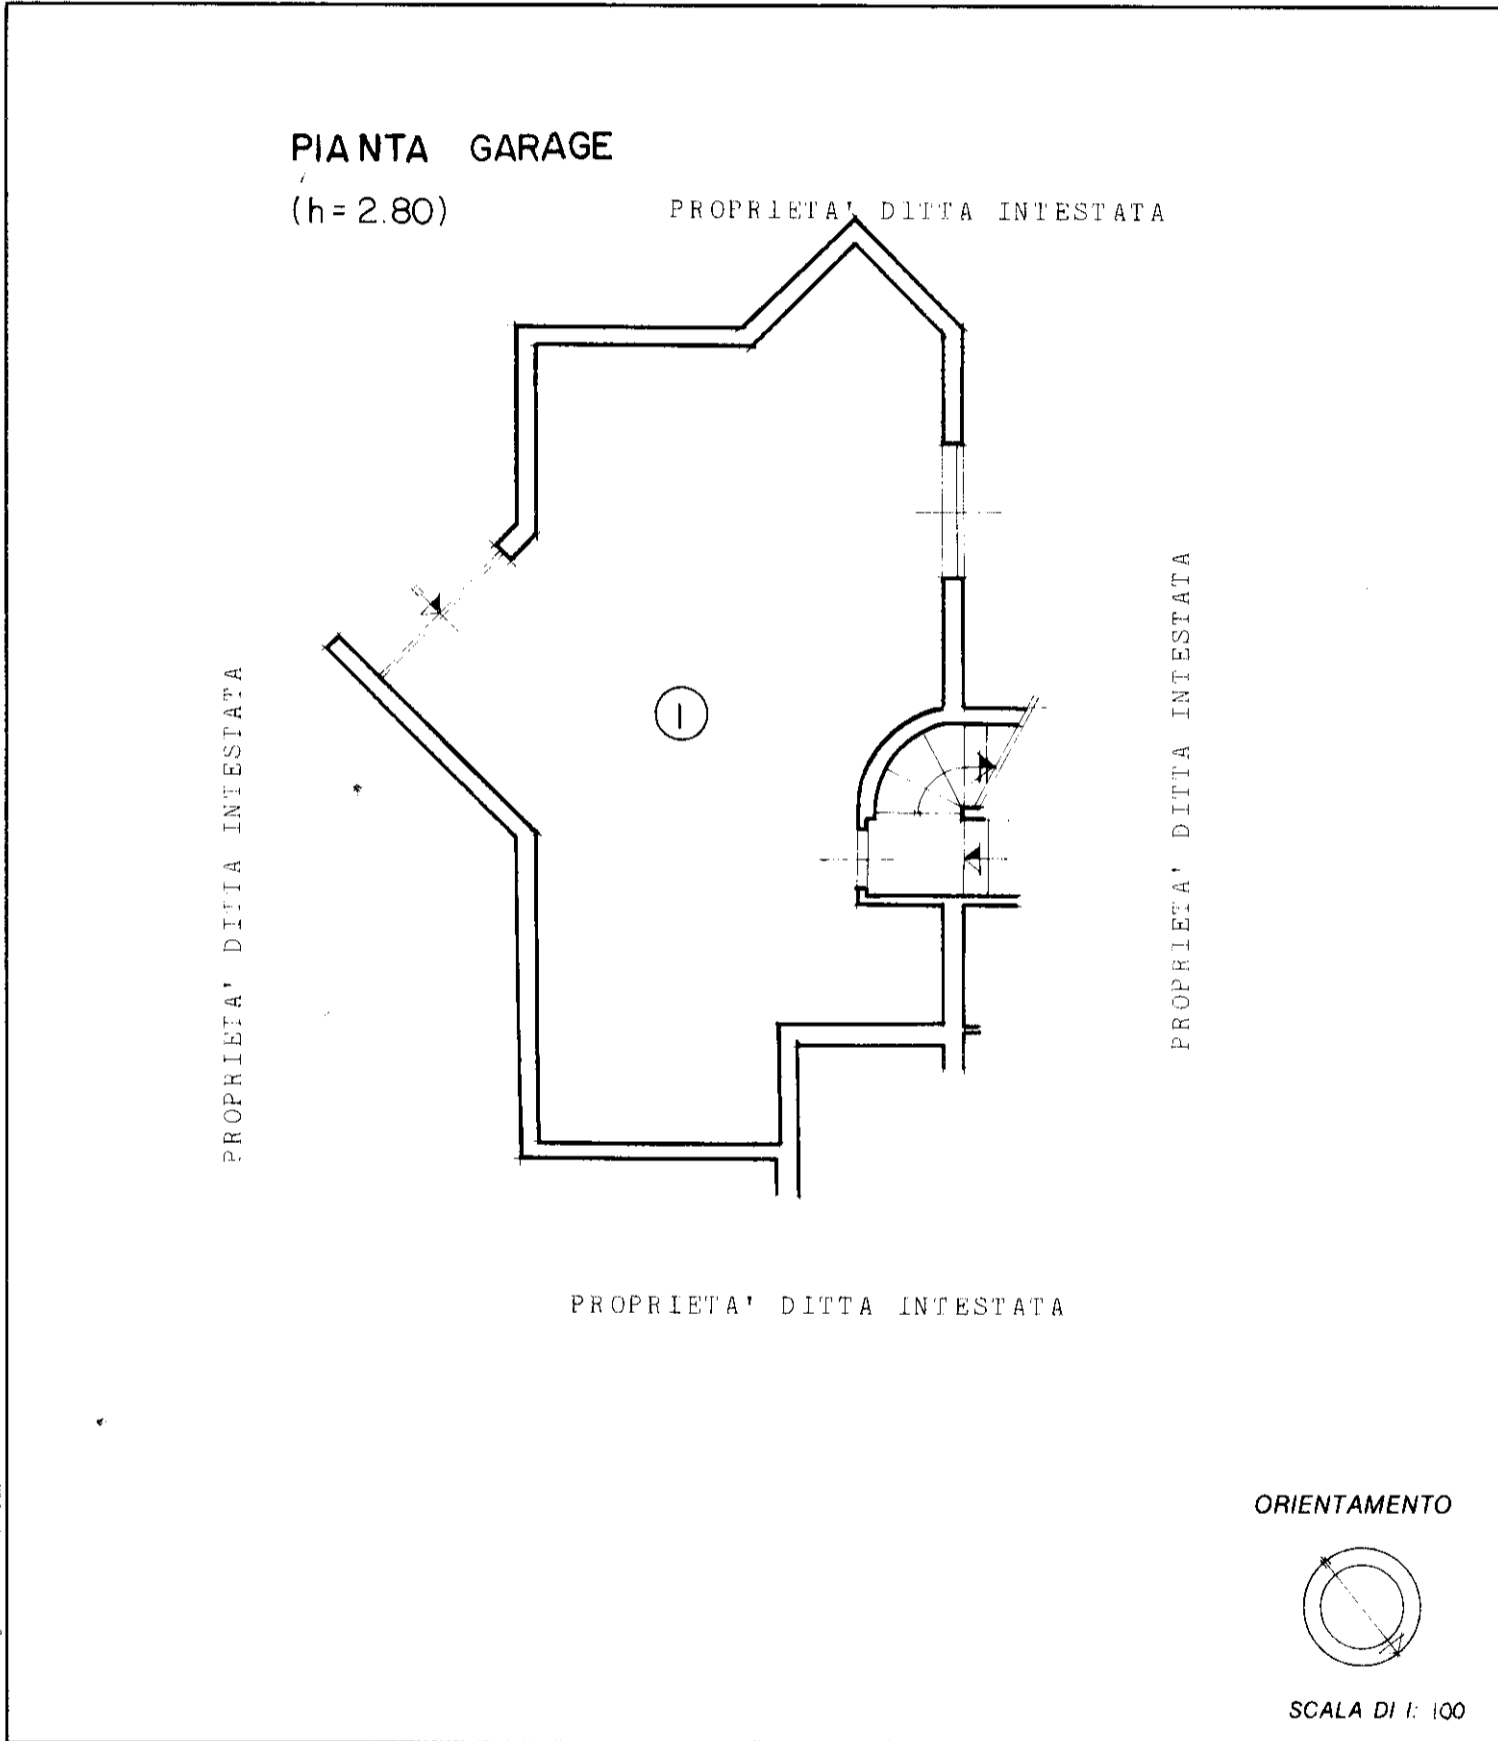 PIANTA GARAGE
(h = 2.80)
PROPRIETA' DITTA INTESTATA
PROPRIETA' DITTA INTESTATA
1
PROPRIETA' DITTA INTESTATA
PROPRIETA' DITTA INTESTATA
ORIENTAMENTO
N
SCALA DI 1: 100